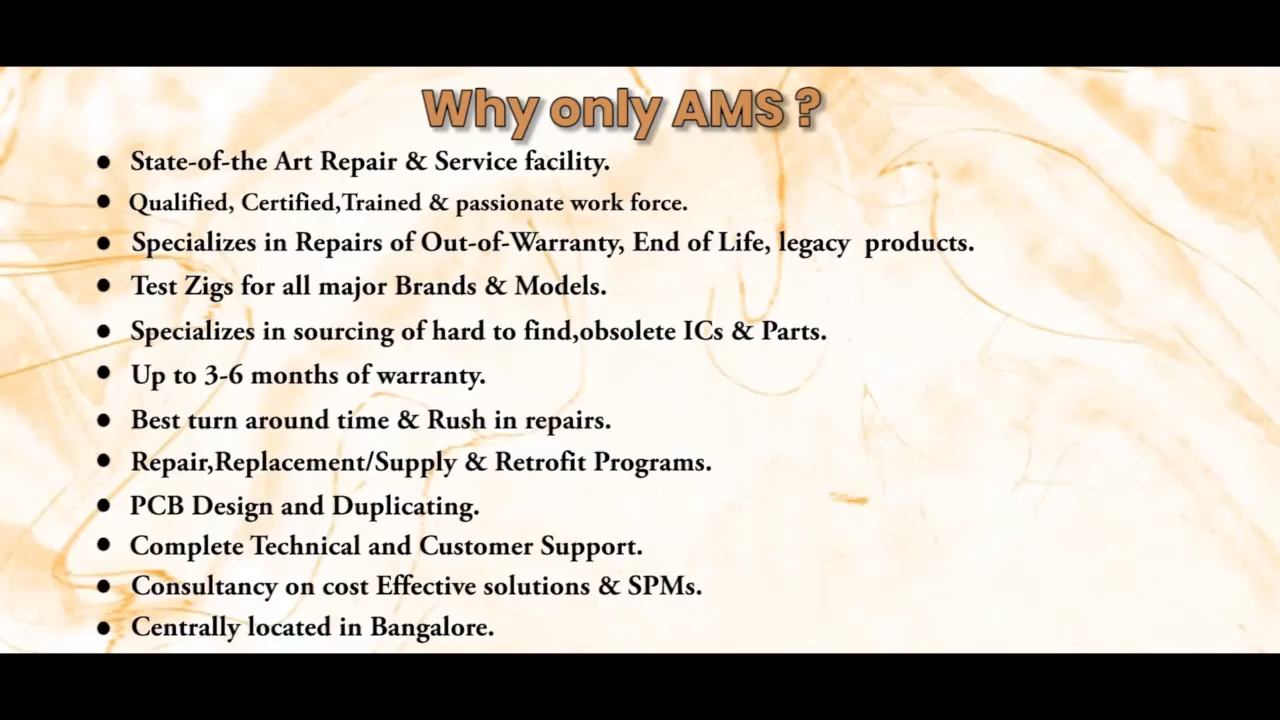 Why only AMS ?
● State-of-the Art Repair & Service facility.
● Qualified, Certified,Trained & passionate work force.
● Specializes in Repairs of Out-of-Warranty, End of Life, legacy  products.
● Test Zigs for all major Brands & Models.
● Specializes in sourcing of hard to find,obsolete ICs & Parts.
● Up to 3-6 months of warranty.
● Best turn around time & Rush in repairs.
● Repair,Replacement/Supply & Retrofit Programs.
● PCB Design and Duplicating.
● Complete Technical and Customer Support.
● Consultancy on cost Effective solutions & SPMs.
● Centrally located in Bangalore.